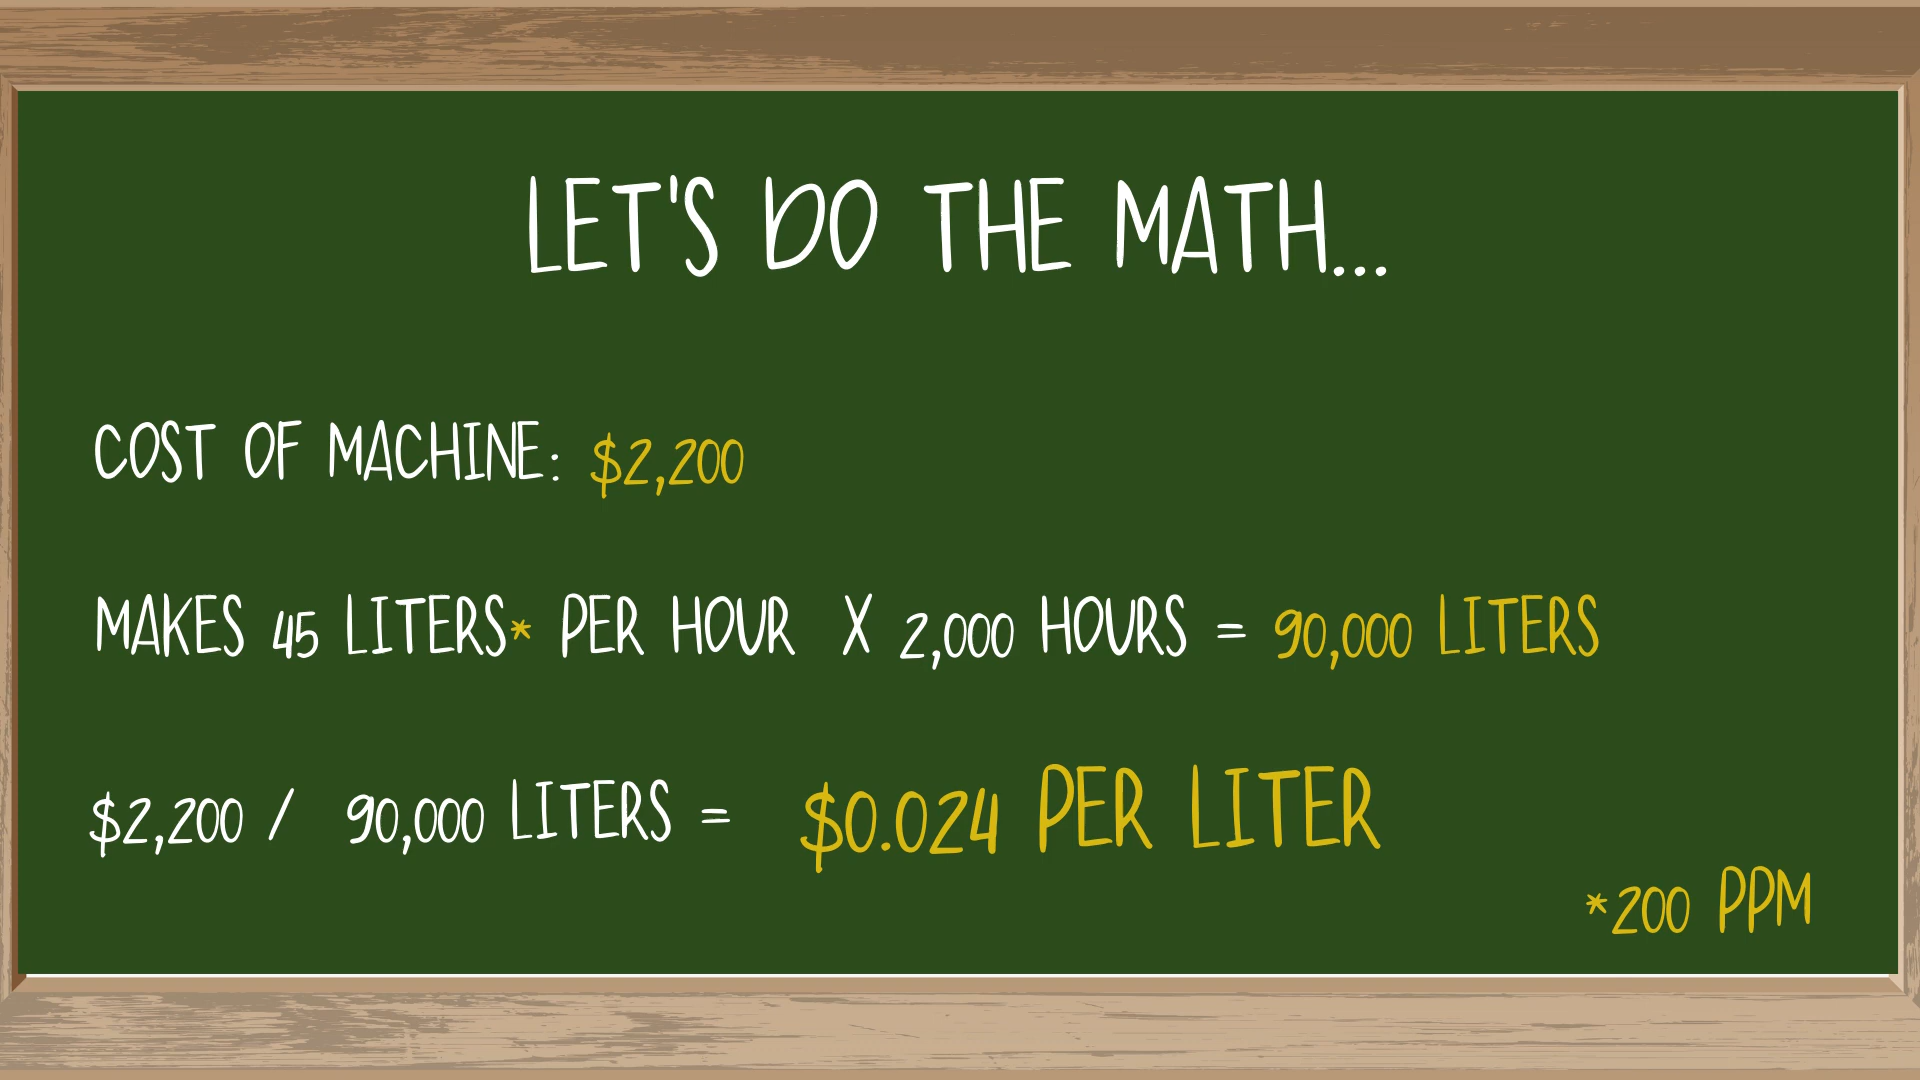 LET'S DO THE MATH...
COST OF MACHINE: $2,200
MAKES 45 LITERS* PER HOUR X 2,000 HOURS = 90,000 LITERS
$2,200 / 90,000 LITERS = $0.024 PER LITER
*200 PPM